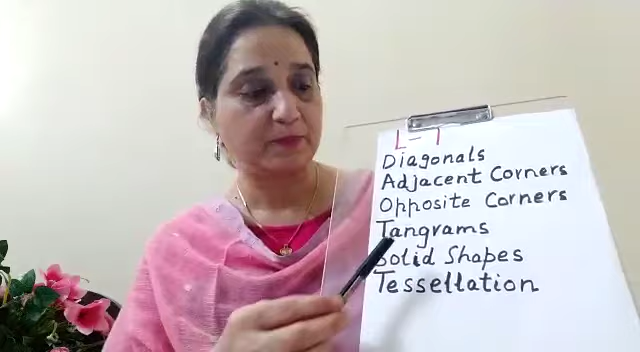 L-1
Diagonals
Adjacent Corners
Opposite Corners
Tangrams
Solid Shapes
Tessellation